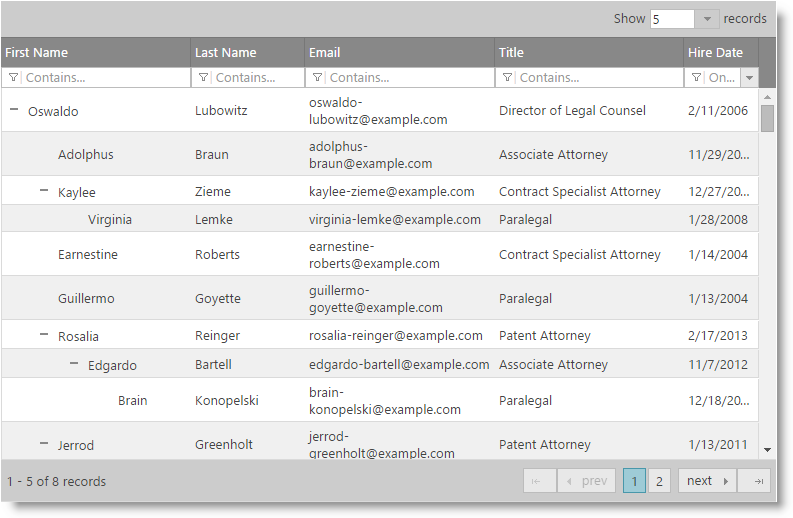 Show 5 records
First Name Last Name Email Title Hire Date
Contains... Contains... Contains... Contains... On...
Oswaldo Lubowitz oswaldo-
lubowitz@example.com Director of Legal Counsel 2/11/2006
Adolphus Braun adolphus-
braun@example.com Associate Attorney 11/29/20...
Kaylee Zieme kaylee-zieme@example.com Contract Specialist Attorney 12/27/20...
Virginia Lemke virginia-lemke@example.com Paralegal 1/28/2008
Earnestine Roberts earnestine-
roberts@example.com Contract Specialist Attorney 1/14/2004
Guillermo Goyette guillermo-
goyette@example.com Paralegal 1/13/2004
Rosalia Reinger rosalia-reinger@example.com Patent Attorney 2/17/2013
Edgardo Bartell edgardo-bartell@example.com Associate Attorney 11/7/2012
Brain Konopelski brain-
konopelski@example.com Paralegal 12/18/20...
Jerrod Greenholt jerrod-
greenholt@example.com Patent Attorney 1/13/2011
1 - 5 of 8 records prev 1 2 next